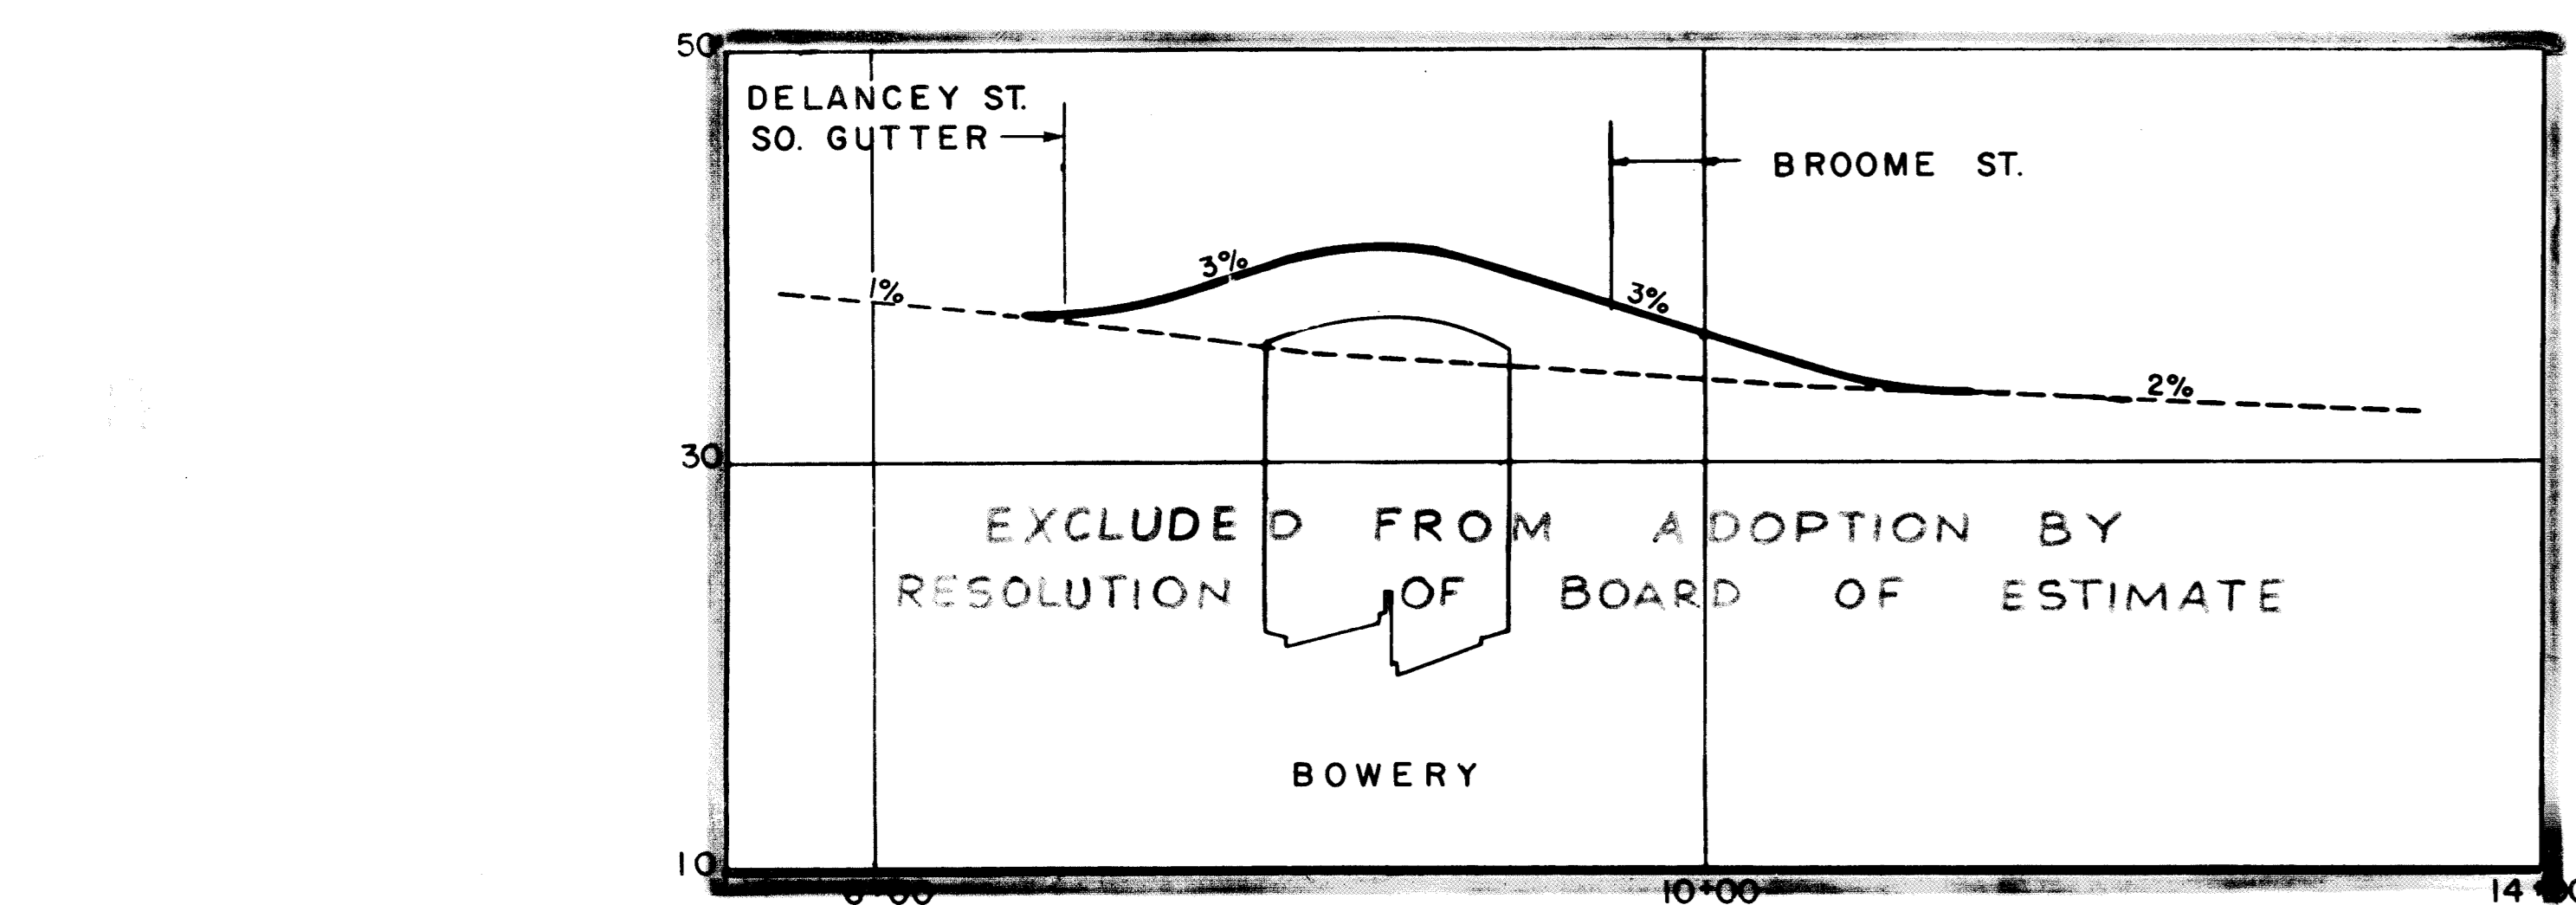 50
DELANCEY ST.
SO. GUTTER
BROOME ST.
3%
1%
3%
2%
30
EXCLUDED FROM ADOPTION BY
RESOLUTION OF BOARD OF ESTIMATE
BOWERY
10
10+00